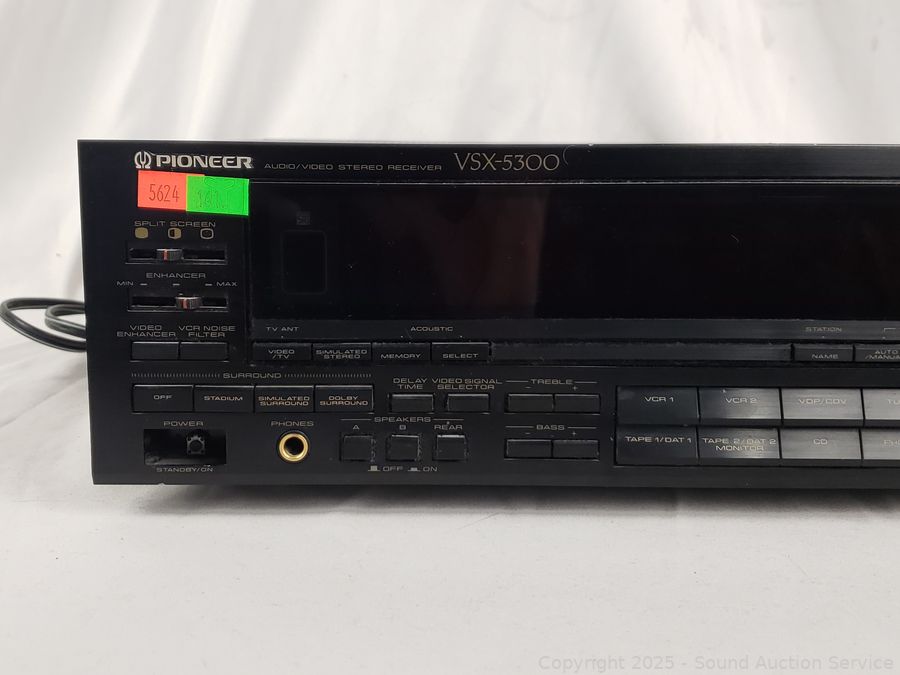 PIONEER AUDIO/VIDEO STEREO RECEIVER VSX-5300
5624
SPLIT SCREEN
ENHANCER
MIN MAX
VIDEO ENHANCER VCR NOISE FILTER
TV ANT ACOUSTIC STATION
VIDEO /TV SIMULATED STEREO MEMORY SELECT NAME AUTO
SURROUND
OFF STADIUM SIMULATED SURROUND DOLBY SURROUND
DELAY TIME VIDEO SIGNAL SELECTOR
TREBLE
− +
VCR 1 VCR 2 VDP/CDV
SPEAKERS
A B REAR
OFF ON
BASS
− +
TAPE 1/DAT 1 TAPE 2/DAT 2 MONITOR CD
POWER
STANDBY/ON
PHONES
Copyright 2025 - Sound Auction Service